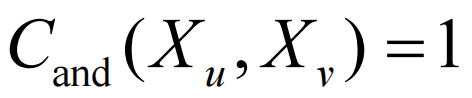 C_and (X_u, X_v) = 1